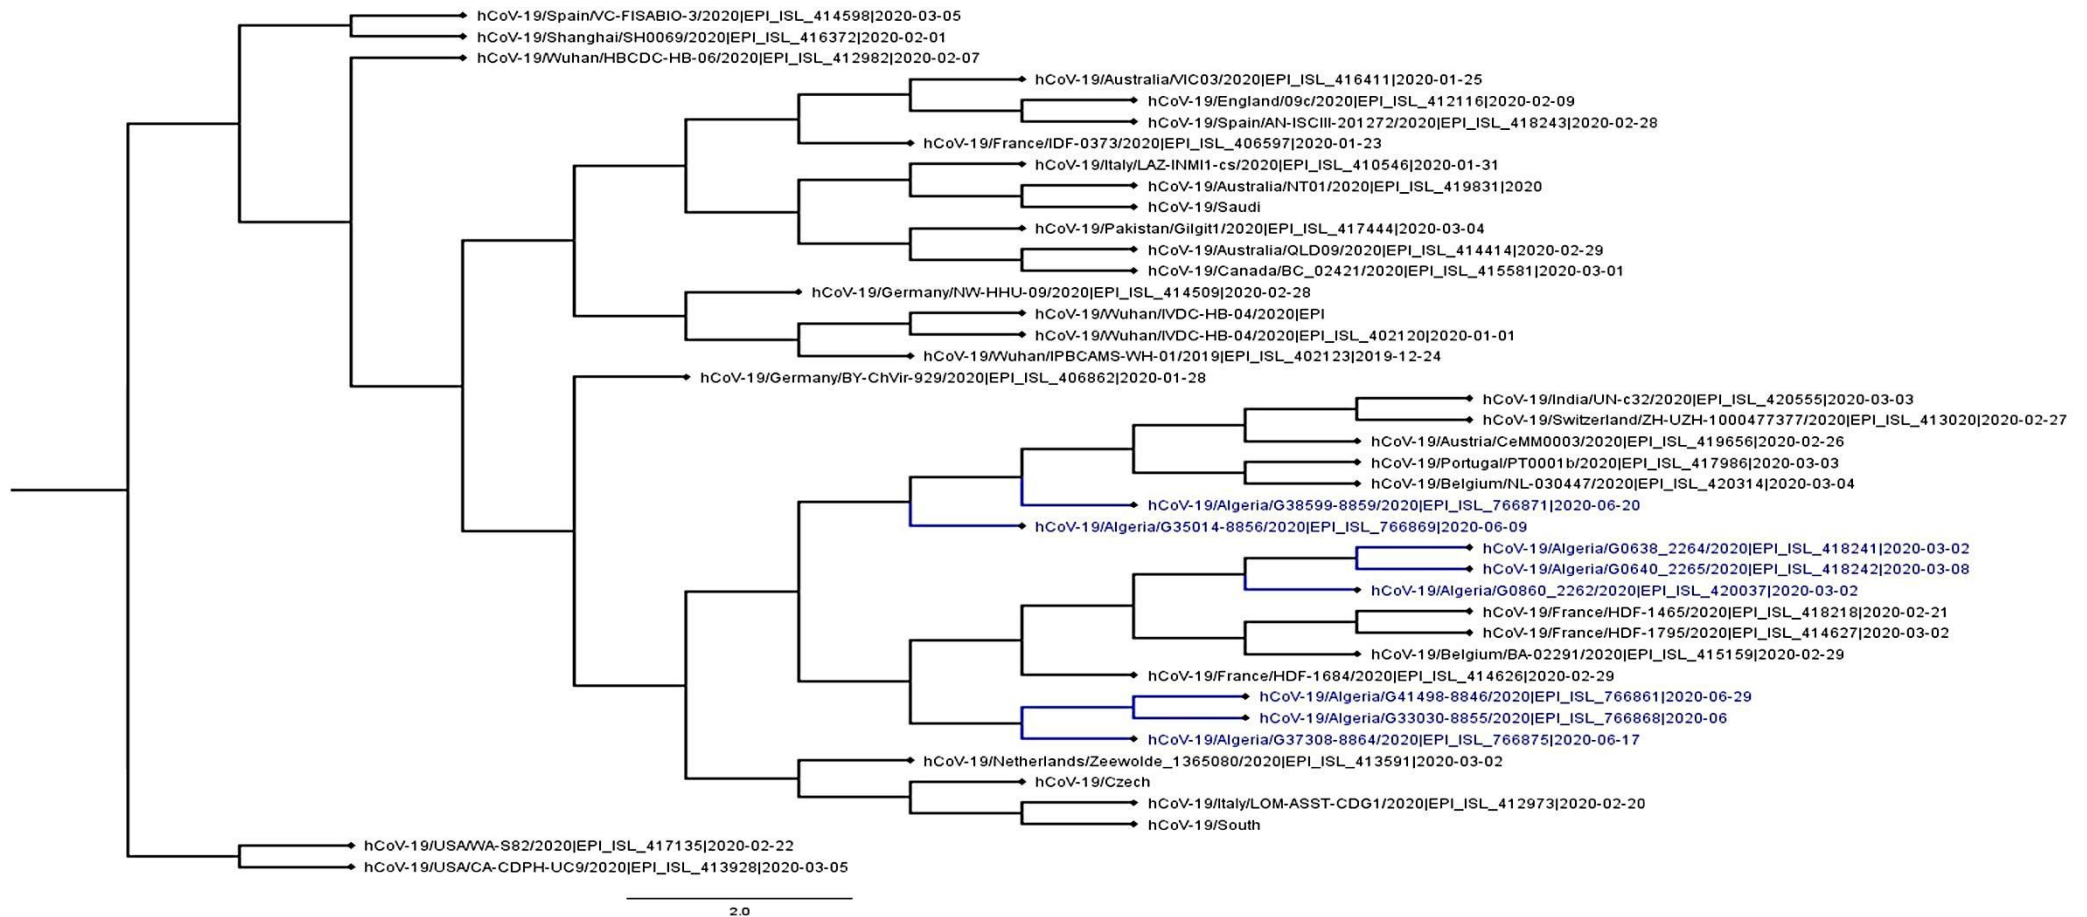 hCoV-19/Spain/VC-FISABIO-3/2020|EPI_ISL_414598|2020-03-05
hCoV-19/Shanghai/SH0069/2020|EPI_ISL_416372|2020-02-01
hCoV-19/Wuhan/HBCDC-HB-06/2020|EPI_ISL_412982|2020-02-07
hCoV-19/Australia/VIC03/2020|EPI_ISL_416411|2020-01-25
hCoV-19/England/09c/2020|EPI_ISL_412116|2020-02-09
hCoV-19/Spain/AN-ISCIII-201272/2020|EPI_ISL_418243|2020-02-28
hCoV-19/France/IDF-0373/2020|EPI_ISL_406597|2020-01-23
hCoV-19/Italy/LAZ-INMI1-cs/2020|EPI_ISL_410546|2020-01-31
hCoV-19/Australia/NT01/2020|EPI_ISL_419831|2020
hCoV-19/Saudi
hCoV-19/Pakistan/Gilgit1/2020|EPI_ISL_417444|2020-03-04
hCoV-19/Australia/QLD09/2020|EPI_ISL_414414|2020-02-29
hCoV-19/Canada/BC_02421/2020|EPI_ISL_415581|2020-03-01
hCoV-19/Germany/NW-HHU-09/2020|EPI_ISL_414509|2020-02-28
hCoV-19/Wuhan/IVDC-HB-04/2020|EPI
hCoV-19/Wuhan/IVDC-HB-04/2020|EPI_ISL_402120|2020-01-01
hCoV-19/Wuhan/IPBCAMS-WH-01/2019|EPI_ISL_402123|2019-12-24
hCoV-19/Germany/BY-ChVir-929/2020|EPI_ISL_406862|2020-01-28
hCoV-19/India/UN-c32/2020|EPI_ISL_420555|2020-03-03
hCoV-19/Switzerland/ZH-UZH-1000477377/2020|EPI_ISL_413020|2020-02-27
hCoV-19/Austria/CeMM0003/2020|EPI_ISL_419656|2020-02-26
hCoV-19/Portugal/PT0001b/2020|EPI_ISL_417986|2020-03-03
hCoV-19/Belgium/NL-030447/2020|EPI_ISL_420314|2020-03-04
hCoV-19/Algeria/G38599-8859/2020|EPI_ISL_766871|2020-06-20
hCoV-19/Algeria/G35014-8856/2020|EPI_ISL_766869|2020-06-09
hCoV-19/Algeria/G0638_2264/2020|EPI_ISL_418241|2020-03-02
hCoV-19/Algeria/G0640_2265/2020|EPI_ISL_418242|2020-03-08
hCoV-19/Algeria/G0860_2262/2020|EPI_ISL_420037|2020-03-02
hCoV-19/France/HDF-1465/2020|EPI_ISL_418218|2020-02-21
hCoV-19/France/HDF-1795/2020|EPI_ISL_414627|2020-03-02
hCoV-19/Belgium/BA-02291/2020|EPI_ISL_415159|2020-02-29
hCoV-19/France/HDF-1684/2020|EPI_ISL_414626|2020-02-29
hCoV-19/Algeria/G41498-8846/2020|EPI_ISL_766861|2020-06-29
hCoV-19/Algeria/G33030-8855/2020|EPI_ISL_766868|2020-06
hCoV-19/Algeria/G37308-8864/2020|EPI_ISL_766875|2020-06-17
hCoV-19/Netherlands/Zeewolde_1365080/2020|EPI_ISL_413591|2020-03-02
hCoV-19/Czech
hCoV-19/Italy/LOM-ASST-CDG1/2020|EPI_ISL_412973|2020-02-20
hCoV-19/South
hCoV-19/USA/WA-S82/2020|EPI_ISL_417135|2020-02-22
hCoV-19/USA/CA-CDPH-UC9/2020|EPI_ISL_413928|2020-03-05
2.0